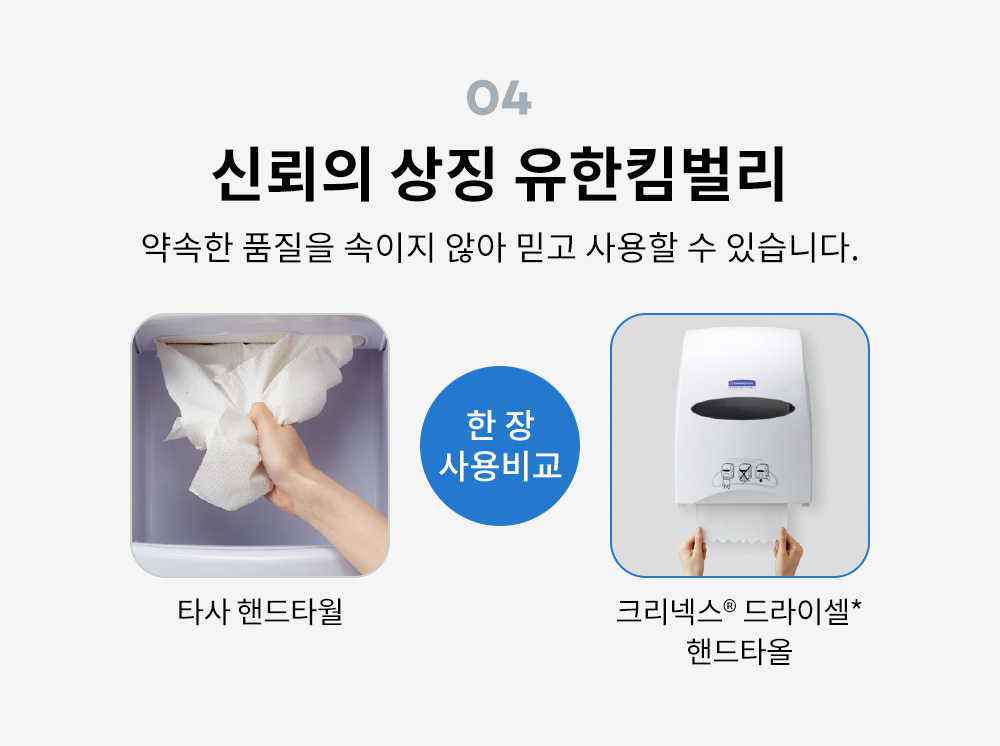 04
신뢰의 상징 유한킴벌리
약속한 품질을 속이지 않아 믿고 사용할 수 있습니다.
한 장
사용비교
타사 핸드타월
크리넥스® 드라이셀*
핸드타올